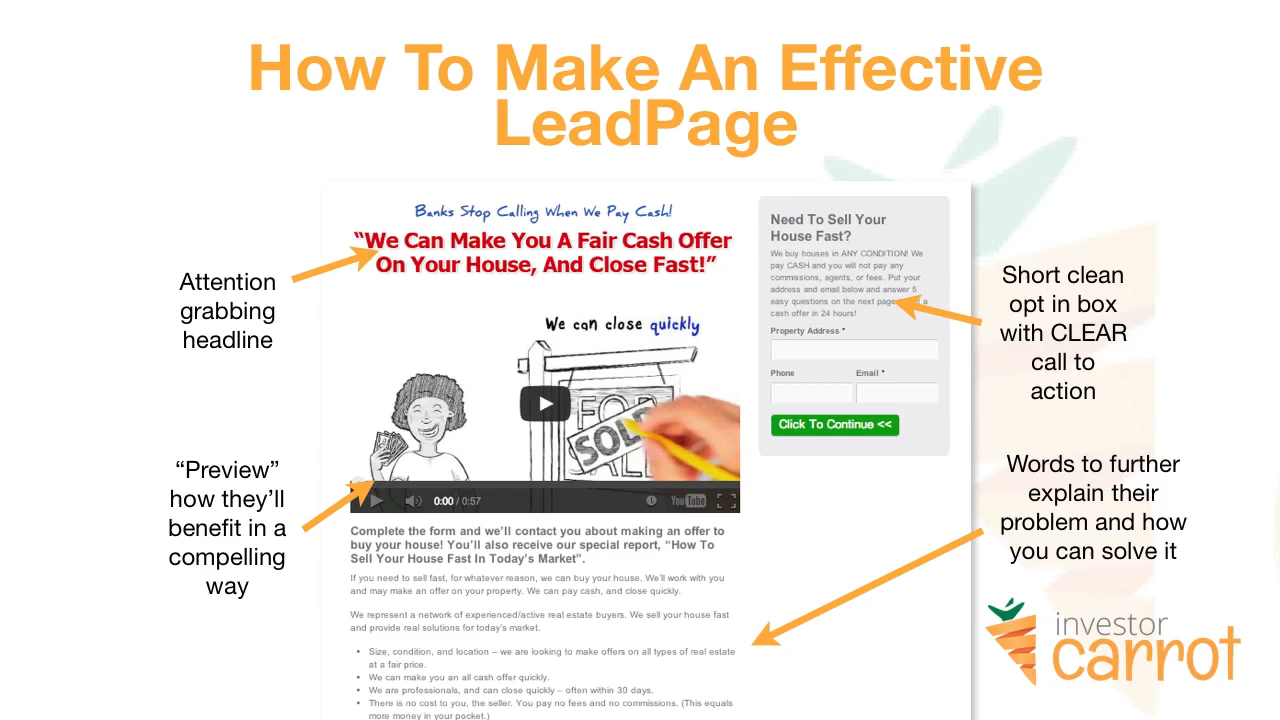 How To Make An Effective
LeadPage
Attention
grabbing
headline
“Preview”
how they’ll
benefit in a
compelling
way
Banks Stop Calling When We Pay Cash!
“We Can Make You A Fair Cash Offer
On Your House, And Close Fast!”
We can close quickly
FOR
SOLD
0:00 / 0:57
YouTube
Complete the form and we’ll contact you about making an offer to
buy your house! You’ll also receive our special report, “How To
Sell Your House Fast In Today’s Market”.
If you need to sell fast, for whatever reason, we can buy your house. We’ll work with you
and may make an offer on your property. We can pay cash, and close quickly.
We represent a network of experienced/active real estate buyers. We sell your house fast
and provide real solutions for today’s market.
• Size, condition, and location – we are looking to make offers on all types of real estate
at a fair price.
• We can make you an all cash offer quickly.
• We are professionals, and can close quickly – often within 30 days.
• There is no cost to you, the seller. You pay no fees and no commissions. (This equals
more money in your pocket.)
Need To Sell Your
House Fast?
We buy houses in ANY CONDITION! We
pay CASH and you will not pay any
commissions, agents, or fees. Put your
address and email below and answer 5
easy questions on the next page a
cash offer in 24 hours!
Property Address *
Phone Email *
Click To Continue <<
Short clean
opt in box
with CLEAR
call to
action
Words to further
explain their
problem and how
you can solve it
investor
carrot